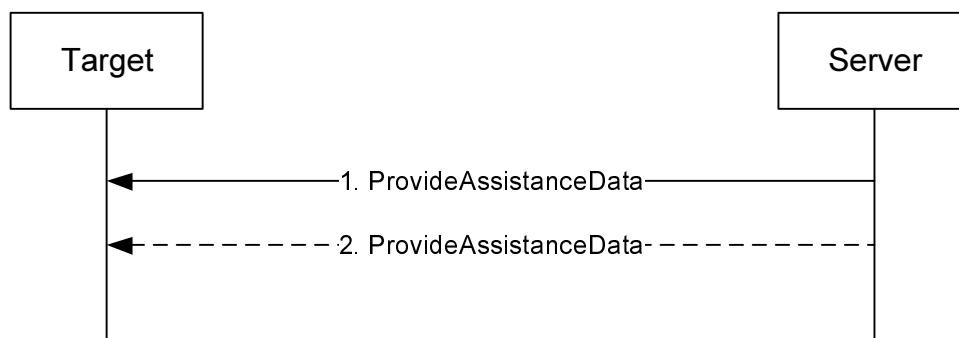 Target
Server
1. ProvideAssistanceData
2. ProvideAssistanceData